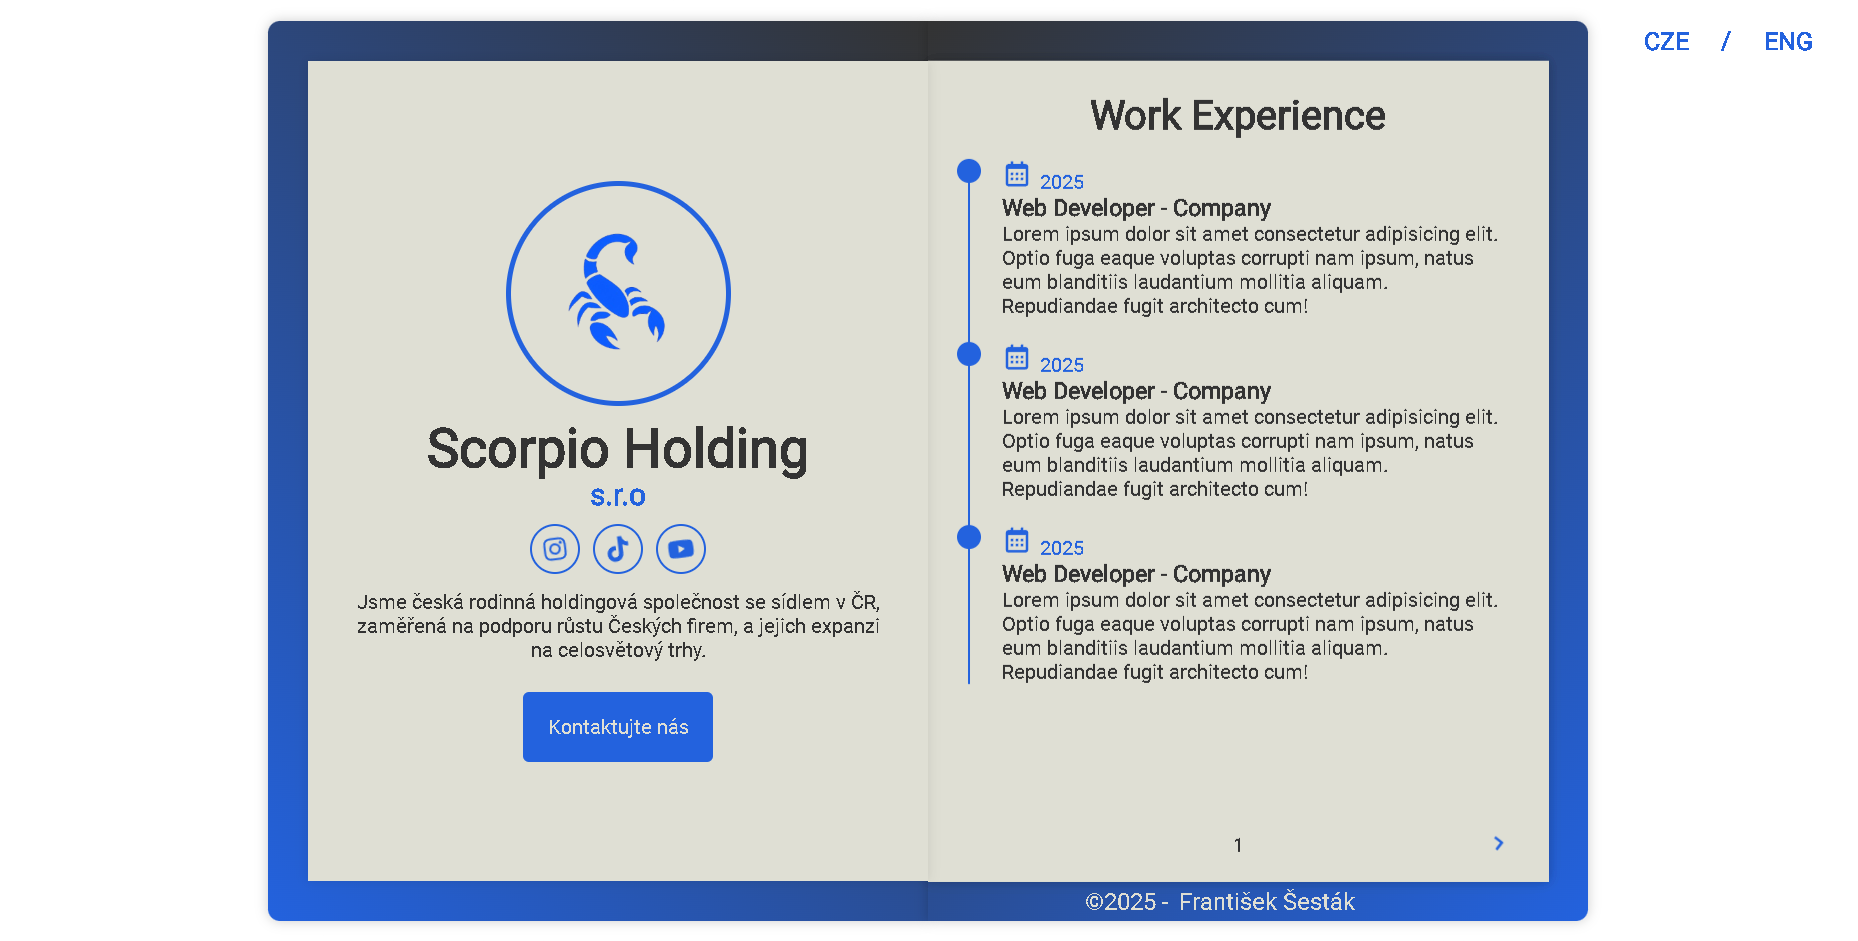 CZE / ENG
Scorpio Holding
s.r.o
Jsme česká rodinná holdingová společnost se sídlem v ČR,
zaměřená na podporu růstu Českých firem, a jejich expanzi
na celosvětový trhy.
Kontaktujte nás
Work Experience
2025
Web Developer - Company
Lorem ipsum dolor sit amet consectetur adipisicing elit.
Optio fuga eaque voluptas corrupti nam ipsum, natus
eum blanditiis laudantium mollitia aliquam.
Repudiandae fugit architecto cum!
2025
Web Developer - Company
Lorem ipsum dolor sit amet consectetur adipisicing elit.
Optio fuga eaque voluptas corrupti nam ipsum, natus
eum blanditiis laudantium mollitia aliquam.
Repudiandae fugit architecto cum!
2025
Web Developer - Company
Lorem ipsum dolor sit amet consectetur adipisicing elit.
Optio fuga eaque voluptas corrupti nam ipsum, natus
eum blanditiis laudantium mollitia aliquam.
Repudiandae fugit architecto cum!
1
©2025 - František Šesták